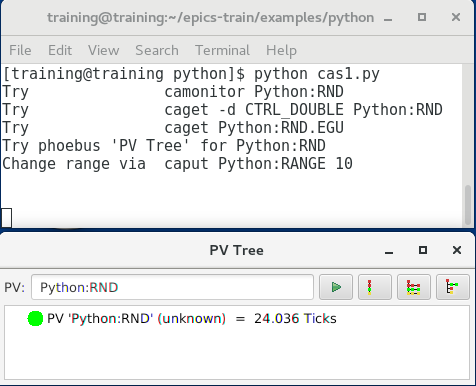 training@training:~/epics-train/examples/python
File Edit View Search Terminal Help
[training@training python]$ python cas1.py
Try camonitor Python:RND
Try caget -d CTRL_DOUBLE Python:RND
Try caget Python:RND.EGU
Try phoebus 'PV Tree' for Python:RND
Change range via caput Python:RANGE 10
PV Tree
PV: Python:RND
PV 'Python:RND' (unknown) = 24.036 Ticks